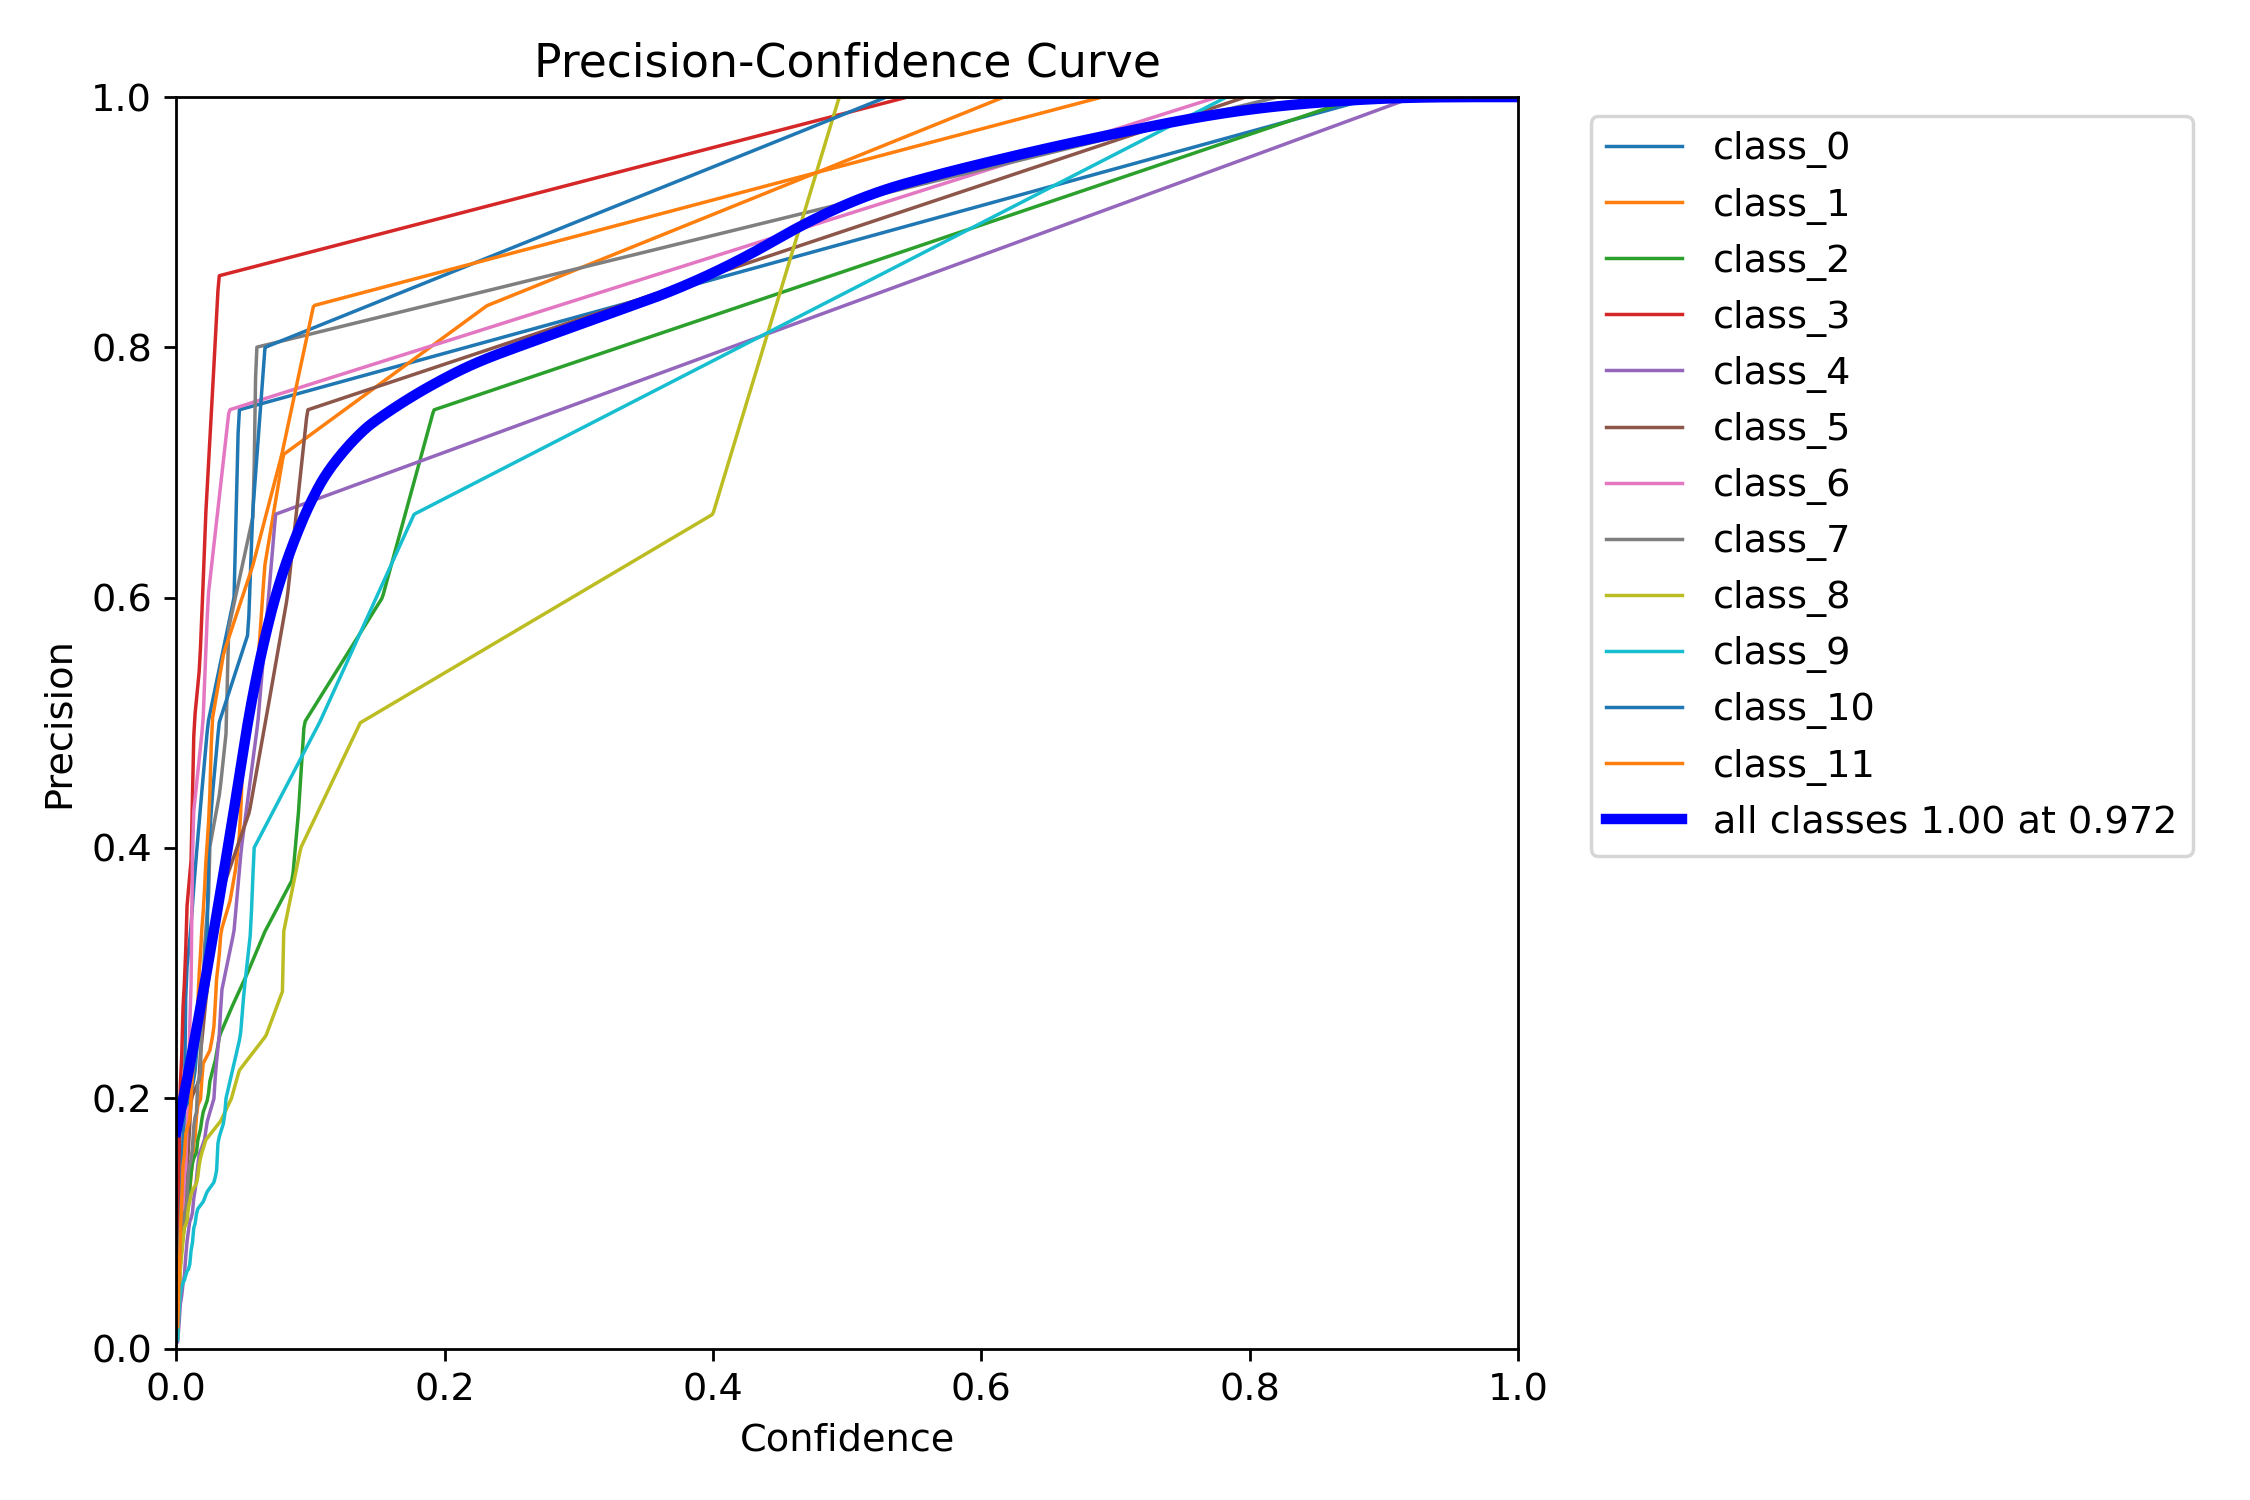 Precision-Confidence Curve
1.0
0.8
0.6
0.4
0.2
0.0
Precision
0.0 0.2 0.4 0.6 0.8 1.0
Confidence
class_0
class_1
class_2
class_3
class_4
class_5
class_6
class_7
class_8
class_9
class_10
class_11
all classes 1.00 at 0.972